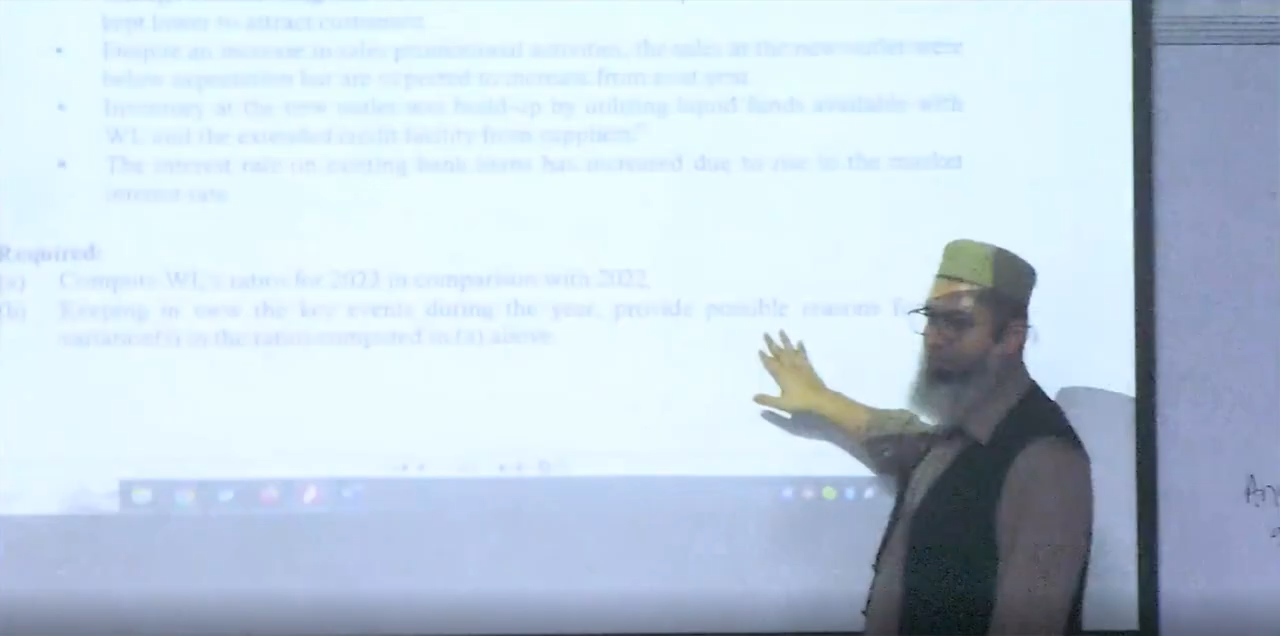 kept lower to attract customers.
• Despite an increase in sales promotional activities, the sales at the new outlet were
below expectation but are expected to increase from next year.
• Inventory at the new outlet was build-up by utilizing liquid funds available with
WL and the extended credit facility from suppliers.
• The interest rate on existing bank loans has increased due to rise in the market
interest rate.
Required:
(a) Compute WL's ratios for 2023 in comparison with 2022.
(b) Keeping in view the key events during the year, provide possible reasons
variation(s) in the ratios computed in (a) above.